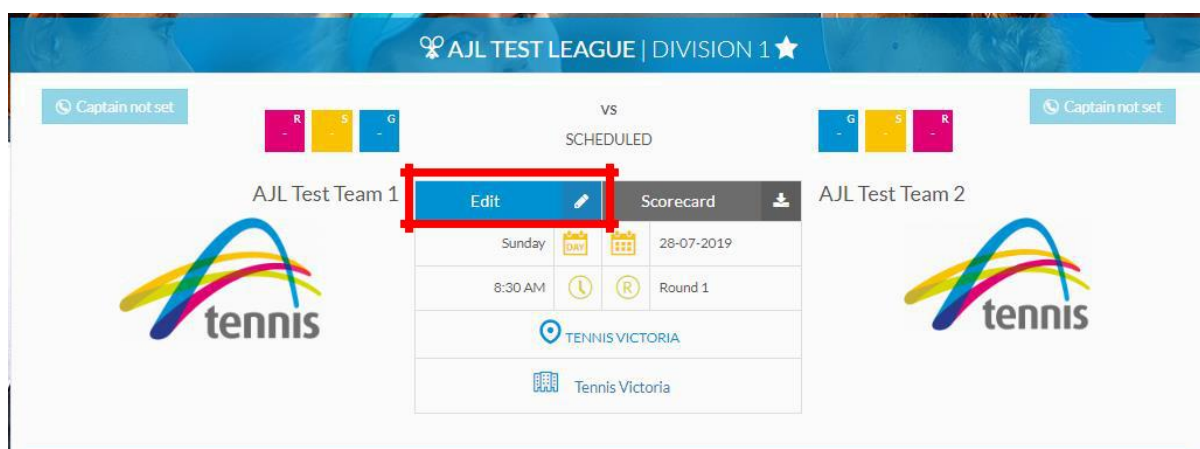 AJL TEST LEAGUE | DIVISION 1
Captain not set
R
-
S
-
G
-
VS
SCHEDULED
G
-
S
-
R
-
Captain not set
AJL Test Team 1
Edit
Scorecard
AJL Test Team 2
Sunday
DAY
28-07-2019
8:30 AM
R
Round 1
TENNIS VICTORIA
Tennis Victoria
tennis
tennis